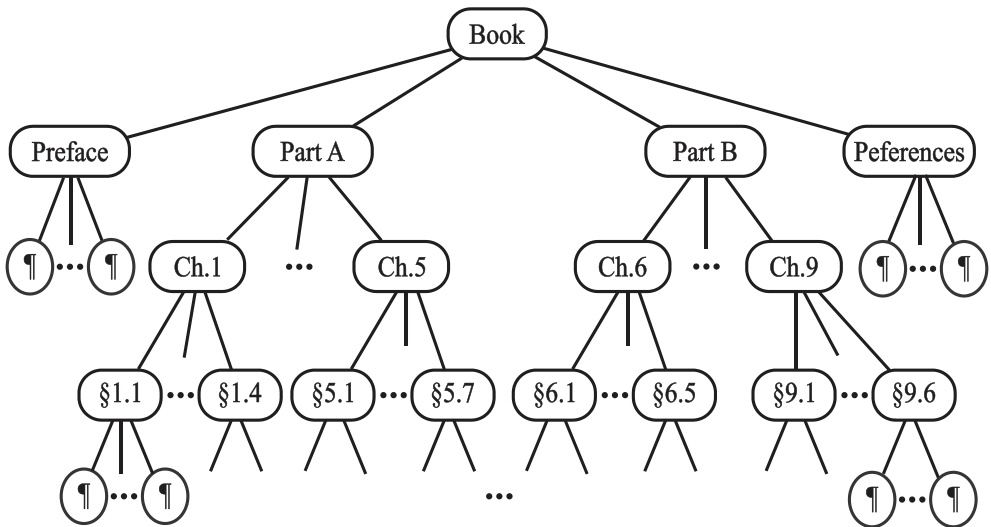 Book
Preface Part A Part B Peferences
¶ ... ¶ Ch.1 ... Ch.5 Ch.6 ... Ch.9 ¶ ... ¶
§1.1 ... §1.4 §5.1 ... §5.7 §6.1 ... §6.5 §9.1 ... §9.6
¶ ... ¶ ... ¶ ... ¶